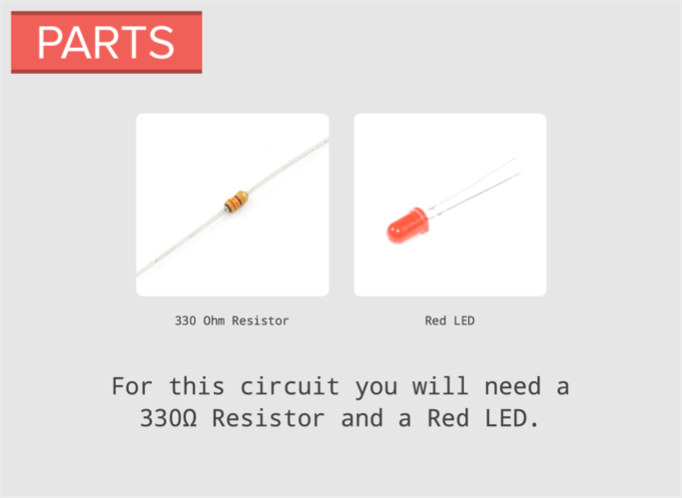 PARTS
330 Ohm Resistor
Red LED
For this circuit you will need a
330Ω Resistor and a Red LED.